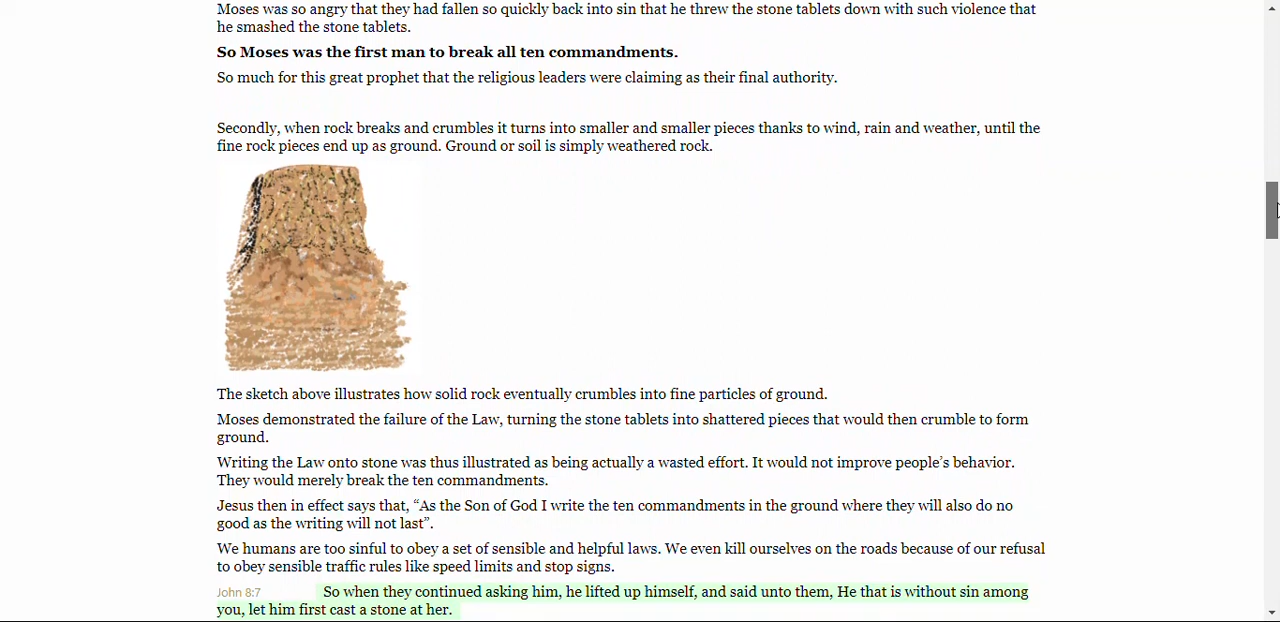 Moses was so angry that they had fallen so quickly back into sin that he threw the stone tablets down with such violence that
he smashed the stone tablets.
So Moses was the first man to break all ten commandments.
So much for this great prophet that the religious leaders were claiming as their final authority.
Secondly, when rock breaks and crumbles it turns into smaller and smaller pieces thanks to wind, rain and weather, until the
fine rock pieces end up as ground. Ground or soil is simply weathered rock.
The sketch above illustrates how solid rock eventually crumbles into fine particles of ground.
Moses demonstrated the failure of the Law, turning the stone tablets into shattered pieces that would then crumble to form
ground.
Writing the Law onto stone was thus illustrated as being actually a wasted effort. It would not improve people’s behavior.
They would merely break the ten commandments.
Jesus then in effect says that, “As the Son of God I write the ten commandments in the ground where they will also do no
good as the writing will not last”.
We humans are too sinful to obey a set of sensible and helpful laws. We even kill ourselves on the roads because of our refusal
to obey sensible traffic rules like speed limits and stop signs.
John 8:7 So when they continued asking him, he lifted up himself, and said unto them, He that is without sin among
you, let him first cast a stone at her.